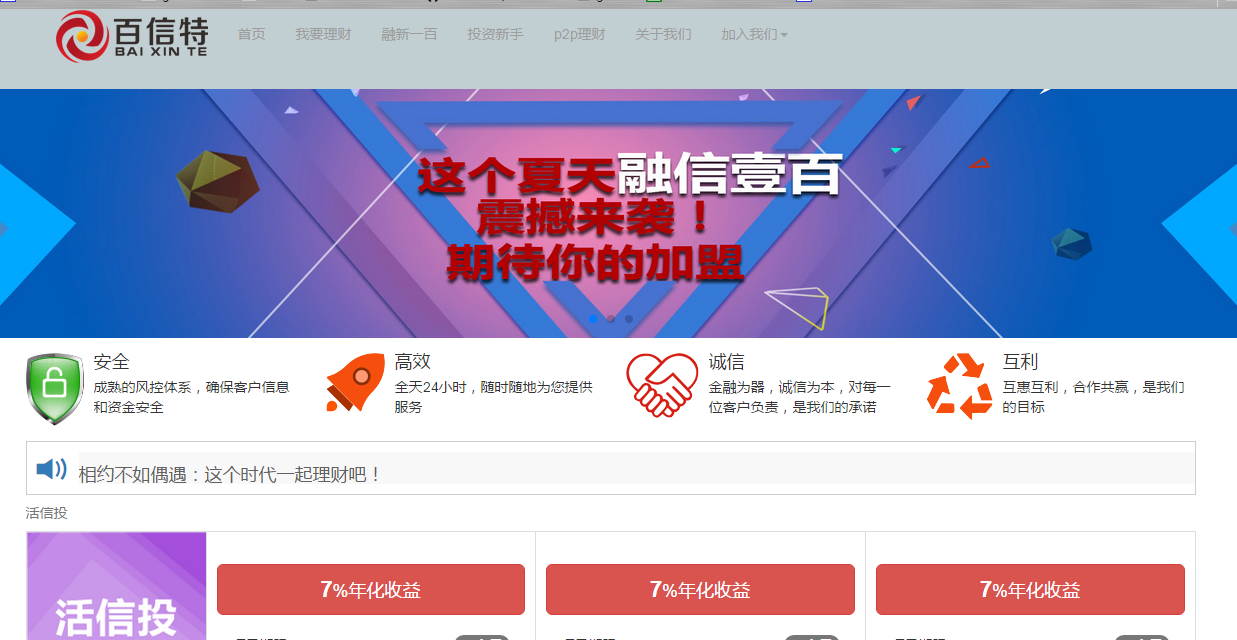 百信特
BAI XIN TE
首页 我要理财 融新一百 投资新手 p2p理财 关于我们 加入我们
这个夏天融信壹百
震撼来袭！
期待你的加盟
安全
成熟的风控体系，确保客户信息
和资金安全
高效
全天24小时，随时随地为您提供
服务
诚信
金融为器，诚信为本，对每一
位客户负责，是我们的承诺
互利
互惠互利，合作共赢，是我们
的目标
相约不如偶遇：这个时代一起理财吧！
活信投
活信投
7%年化收益
7%年化收益
7%年化收益